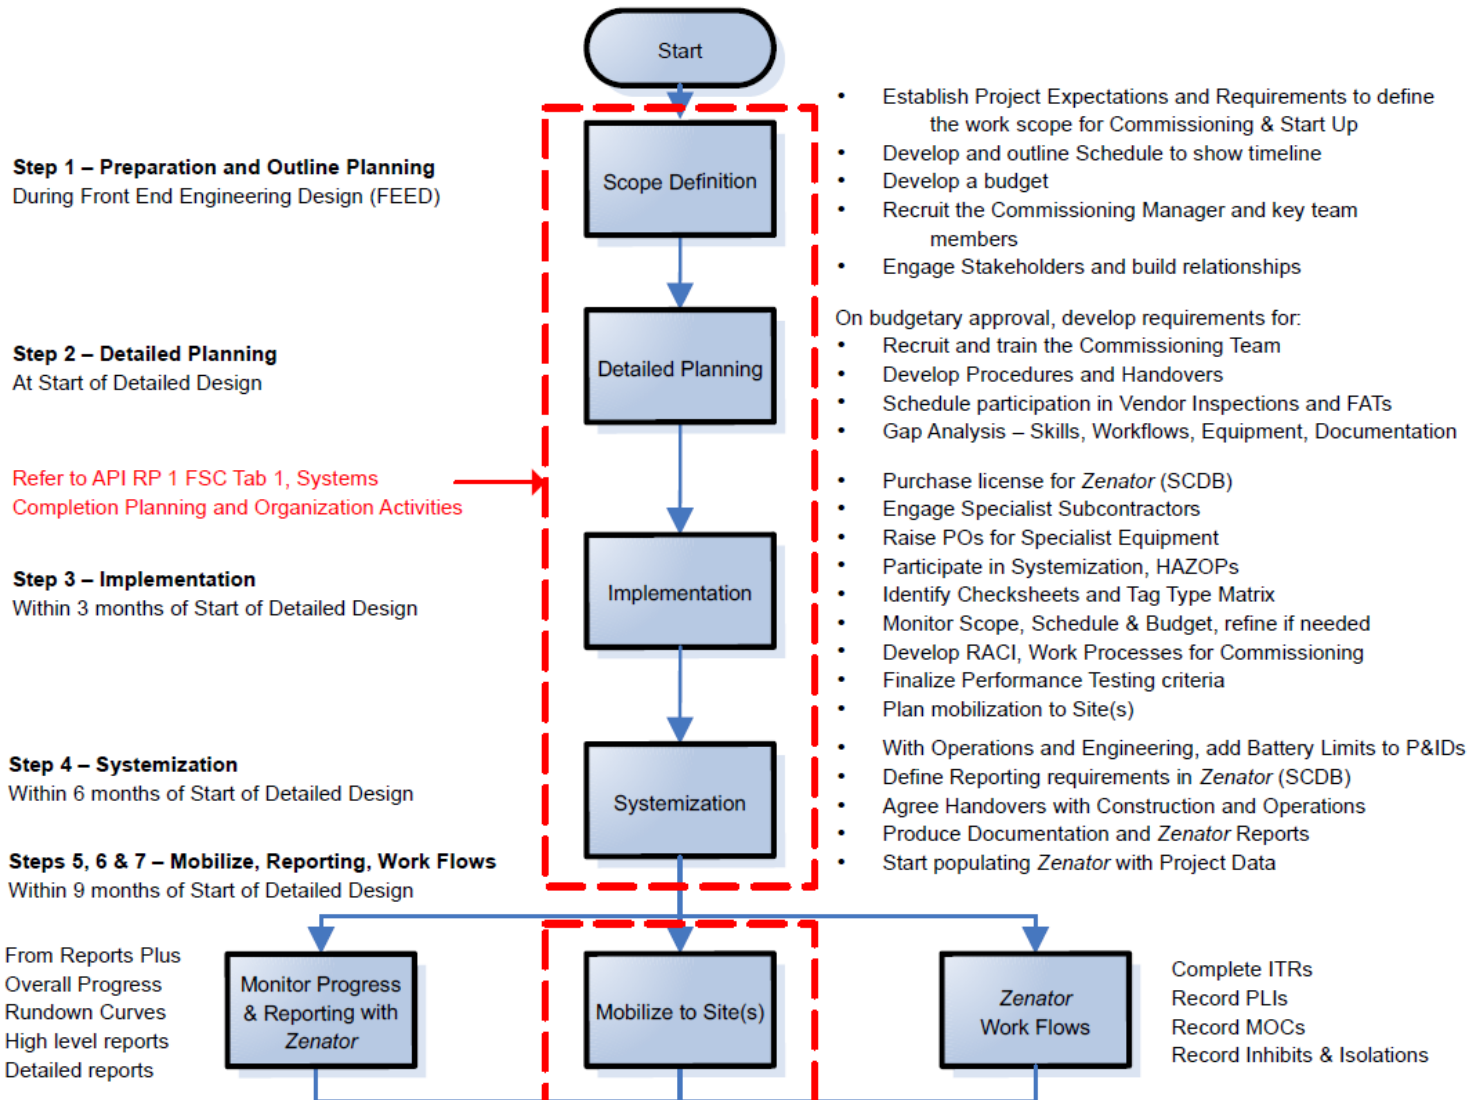 Start
Step 1 – Preparation and Outline Planning
During Front End Engineering Design (FEED)
Scope Definition
• Establish Project Expectations and Requirements to define
the work scope for Commissioning & Start Up
• Develop and outline Schedule to show timeline
• Develop a budget
• Recruit the Commissioning Manager and key team
members
• Engage Stakeholders and build relationships
Step 2 – Detailed Planning
At Start of Detailed Design
Detailed Planning
On budgetary approval, develop requirements for:
• Recruit and train the Commissioning Team
• Develop Procedures and Handovers
• Schedule participation in Vendor Inspections and FATs
• Gap Analysis – Skills, Workflows, Equipment, Documentation
Refer to API RP 1 FSC Tab 1, Systems
Completion Planning and Organization Activities
Step 3 – Implementation
Within 3 months of Start of Detailed Design
Implementation
• Purchase license for Zenator (SCDB)
• Engage Specialist Subcontractors
• Raise POs for Specialist Equipment
• Participate in Systemization, HAZOPs
• Identify Checksheets and Tag Type Matrix
• Monitor Scope, Schedule & Budget, refine if needed
• Develop RACI, Work Processes for Commissioning
• Finalize Performance Testing criteria
• Plan mobilization to Site(s)
Step 4 – Systemization
Within 6 months of Start of Detailed Design
Systemization
• With Operations and Engineering, add Battery Limits to P&IDs
• Define Reporting requirements in Zenator (SCDB)
• Agree Handovers with Construction and Operations
• Produce Documentation and Zenator Reports
• Start populating Zenator with Project Data
Steps 5, 6 & 7 – Mobilize, Reporting, Work Flows
Within 9 months of Start of Detailed Design
From Reports Plus
Overall Progress
Rundown Curves
High level reports
Detailed reports
Monitor Progress
& Reporting with
Zenator
Mobilize to Site(s)
Zenator
Work Flows
Complete ITRs
Record PLIs
Record MOCs
Record Inhibits & Isolations